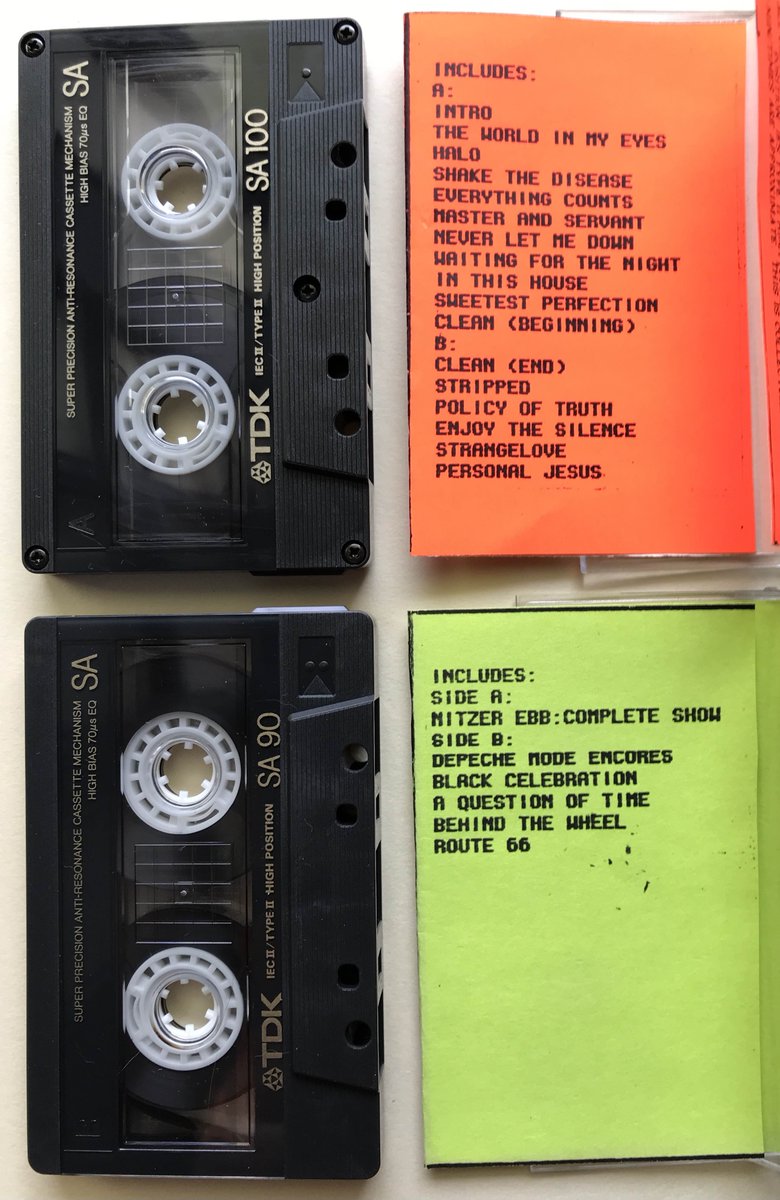 SUPER PRECISION ANTI-RESONANCE CASSETTE MECHANISM SA
HIGH BIAS 70μs EQ
A
TDK IEC II/TYPE II HIGH POSITION SA 100
INCLUDES:
A:
INTRO
THE WORLD IN MY EYES
HALO
SHAKE THE DISEASE
EVERYTHING COUNTS
MASTER AND SERVANT
NEVER LET ME DOWN
WAITING FOR THE NIGHT
IN THIS HOUSE
SWEETEST PERFECTION
CLEAN (BEGINNING)
B:
CLEAN (END)
STRIPPED
POLICY OF TRUTH
ENJOY THE SILENCE
STRANGELOVE
PERSONAL JESUS
SUPER PRECISION ANTI-RESONANCE CASSETTE MECHANISM SA
HIGH BIAS 70μs EQ
B
TDK IEC II/TYPE II HIGH POSITION SA 90
INCLUDES:
SIDE A:
NITZER EBB:COMPLETE SHOW
SIDE B:
DEPECHE MODE ENCORES
BLACK CELEBRATION
A QUESTION OF TIME
BEHIND THE WHEEL
ROUTE 66